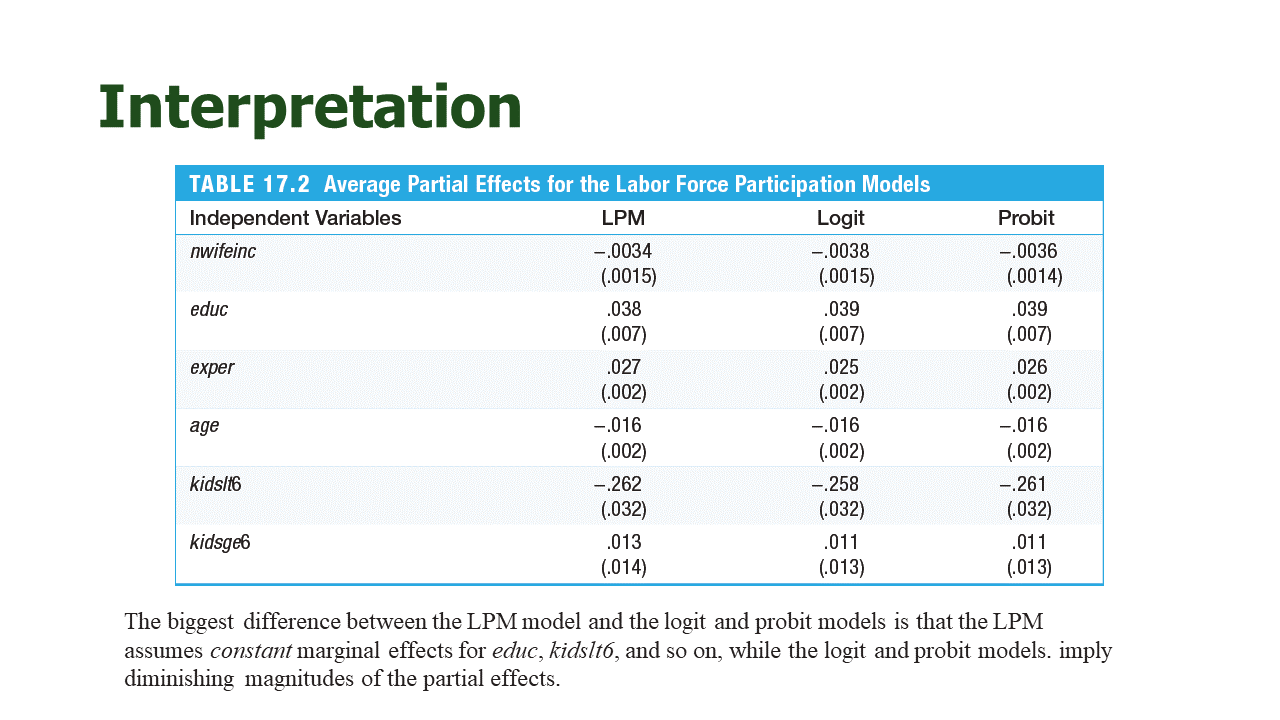 Interpretation
TABLE 17.2 Average Partial Effects for the Labor Force Participation Models
Independent Variables LPM Logit Probit
nwifeinc –.0034 –.0038 –.0036
(.0015) (.0015) (.0014)
educ .038 .039 .039
(.007) (.007) (.007)
exper .027 .025 .026
(.002) (.002) (.002)
age –.016 –.016 –.016
(.002) (.002) (.002)
kidslt6 –.262 –.258 –.261
(.032) (.032) (.032)
kidsge6 .013 .011 .011
(.014) (.013) (.013)
The biggest difference between the LPM model and the logit and probit models is that the LPM
assumes constant marginal effects for educ, kidslt6, and so on, while the logit and probit models. imply
diminishing magnitudes of the partial effects.